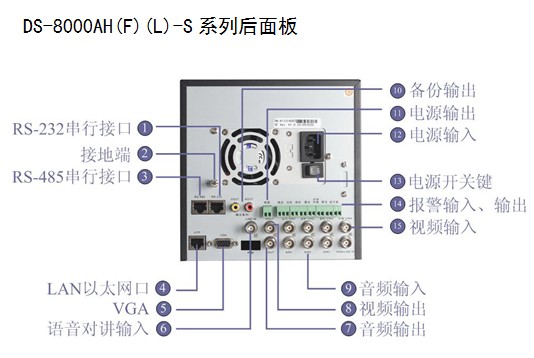 DS-8000AH(F)(L)-S 系列后面板
RS-232串行接口 1
接地端 2
RS-485串行接口 3
LAN以太网口 4
VGA 5
语音对讲输入 6
10 备份输出
11 电源输出
12 电源输入
13 电源开关键
14 报警输入、输出
15 视频输入
9 音频输入
8 视频输出
7 音频输出